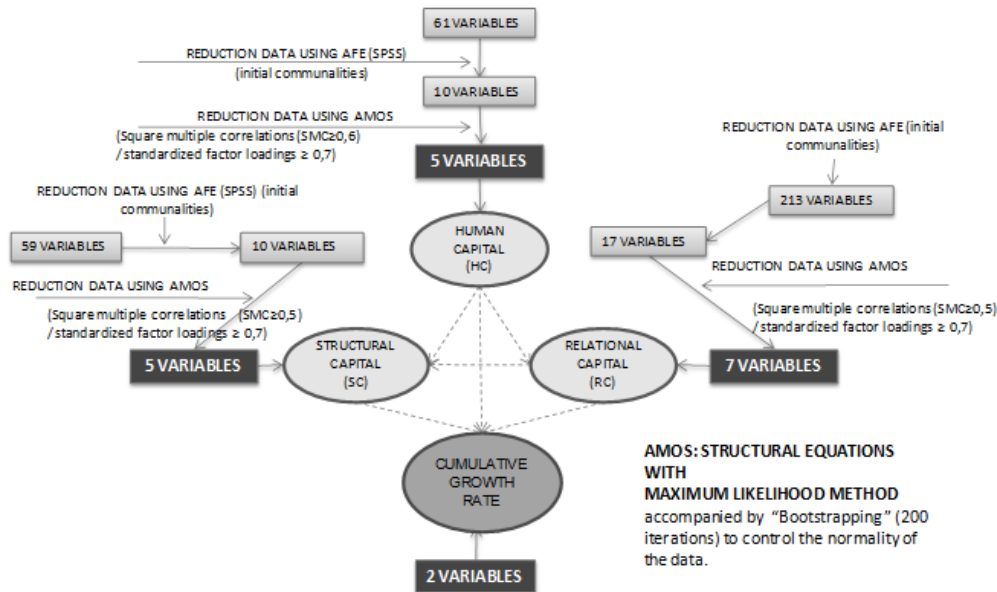 61 VARIABLES
REDUCTION DATA USING AFE (SPSS)
(initial communalities)
10 VARIABLES
REDUCTION DATA USING AMOS
(Square multiple correlations (SMC≥0,6)
/standardized factor loadings ≥ 0,7)
5 VARIABLES
REDUCTION DATA USING AFE (initial
communalities)
213 VARIABLES
17 VARIABLES
REDUCTION DATA USING AMOS
(Square multiple correlations (SMC≥0,5)
/standardized factor loadings ≥ 0,7)
7 VARIABLES
REDUCTION DATA USING AFE (SPSS) (initial
communalities)
59 VARIABLES
10 VARIABLES
REDUCTION DATA USING AMOS
(Square multiple correlations (SMC≥0,5)
/standardized factor loadings ≥ 0,7)
5 VARIABLES
HUMAN
CAPITAL
(HC)
STRUCTURAL
CAPITAL
(SC)
RELATIONAL
CAPITAL
(RC)
CUMULATIVE
GROWTH
RATE
2 VARIABLES
AMOS: STRUCTURAL EQUATIONS
WITH
MAXIMUM LIKELIHOOD METHOD
accompanied by "Bootstrapping" (200
iterations) to control the normality of
the data.